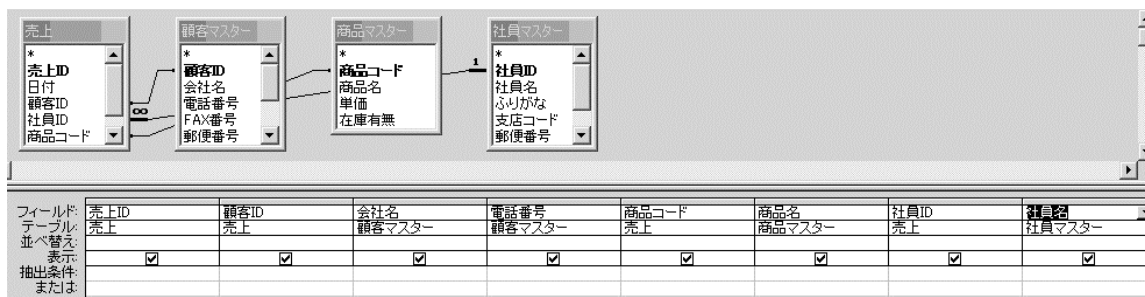 売上
*
売上ID
日付
顧客ID
社員ID
商品コード
∞
顧客マスター
*
顧客ID
会社名
電話番号
FAX番号
郵便番号
商品マスター
*
商品コード
商品名
単価
在庫有無
1
社員マスター
*
社員ID
社員名
ふりがな
支店コード
郵便番号
フィールド: 売上ID 顧客ID 会社名 電話番号 商品コード 商品名 社員ID 社員名
テーブル: 売上 売上 顧客マスター 顧客マスター 売上 商品マスター 売上 社員マスター
並べ替え:
表示:
抽出条件:
または: